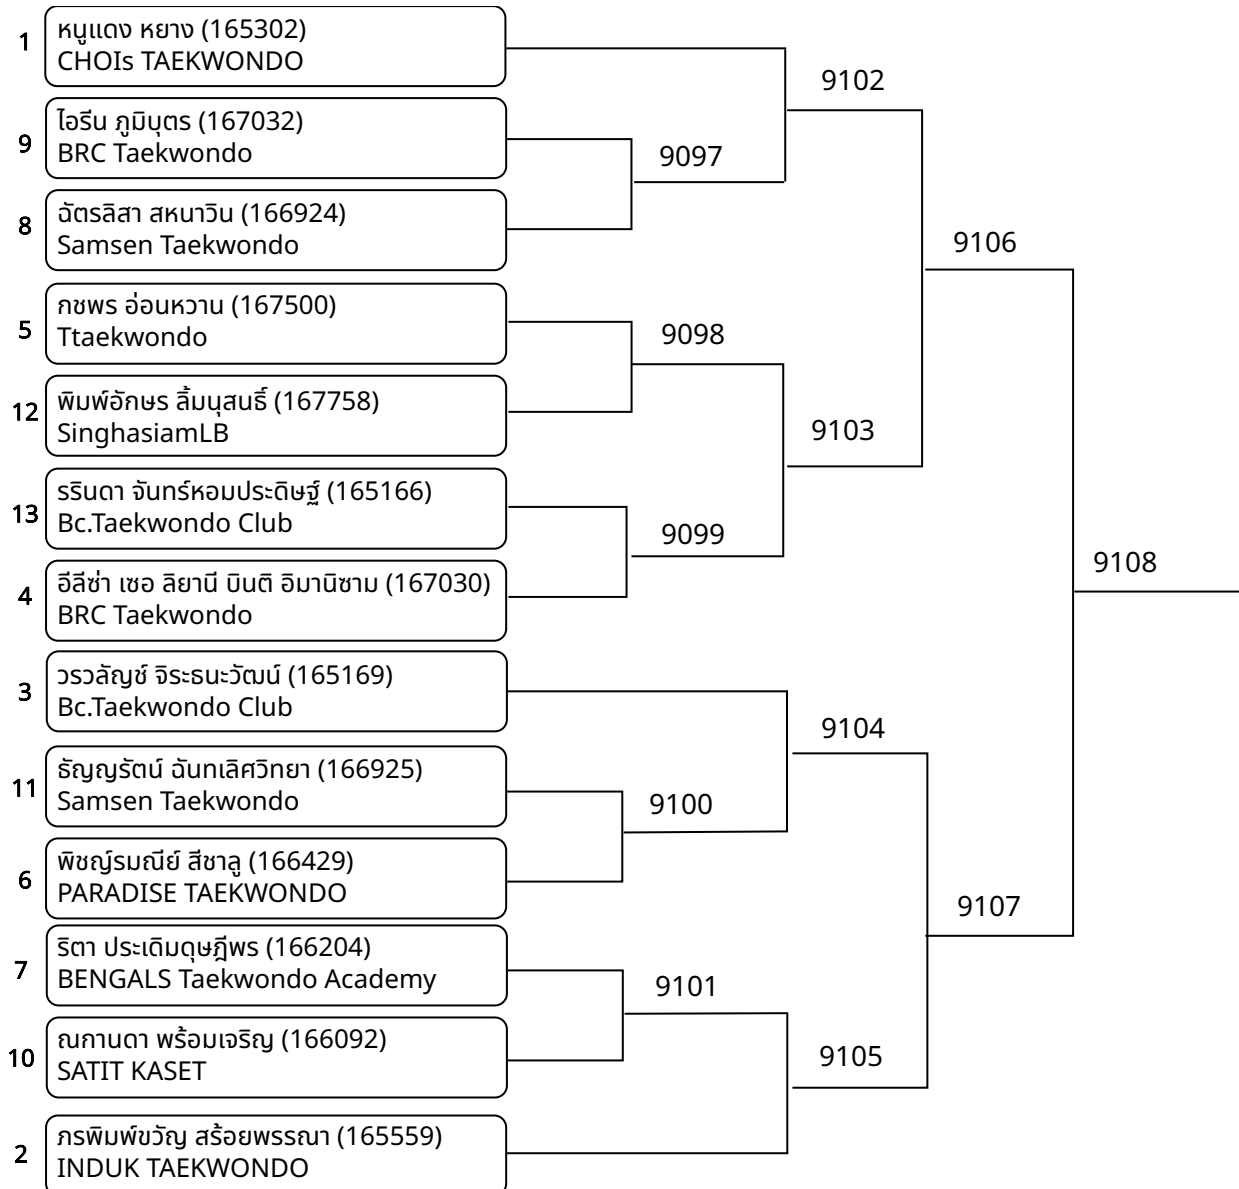 1
หนูแดง หยาง (165302)
CHOIs TAEKWONDO
9102
9
ไอรีน ภูมิบุตร (167032)
BRC Taekwondo
9097
8
ฉัตรลิสา สหนาวิน (166924)
Samsen Taekwondo
9106
5
กชพร อ่อนหวาน (167500)
Ttaekwondo
9098
12
พิมพ์อักษร ลิ้มนุสนธิ์ (167758)
SinghasiamLB
9103
13
รรินดา จันทร์หอมประดิษฐ์ (165166)
Bc.Taekwondo Club
9099
9108
4
อีลีซ่า เซอ ลิยานี บินติ อิมานิซาม (167030)
BRC Taekwondo
3
วรวลัญช์ จิระธนะวัฒน์ (165169)
Bc.Taekwondo Club
9104
11
ธัญญรัตน์ ฉันทเลิศวิทยา (166925)
Samsen Taekwondo
9100
6
พิชญ์รมณีย์ สีชาลู (166429)
PARADISE TAEKWONDO
9107
7
ริตา ประเดิมดุษฎีพร (166204)
BENGALS Taekwondo Academy
9101
10
ณกานดา พร้อมเจริญ (166092)
SATIT KASET
9105
2
ภรพิมพ์ขวัญ สร้อยพรรณา (165559)
INDUK TAEKWONDO